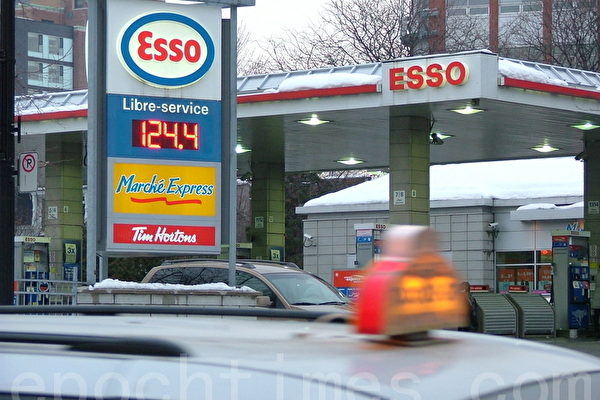 Esso
Libre-service
124.4
Marché Express
Tim Hortons
ESSO
epochtimes.com